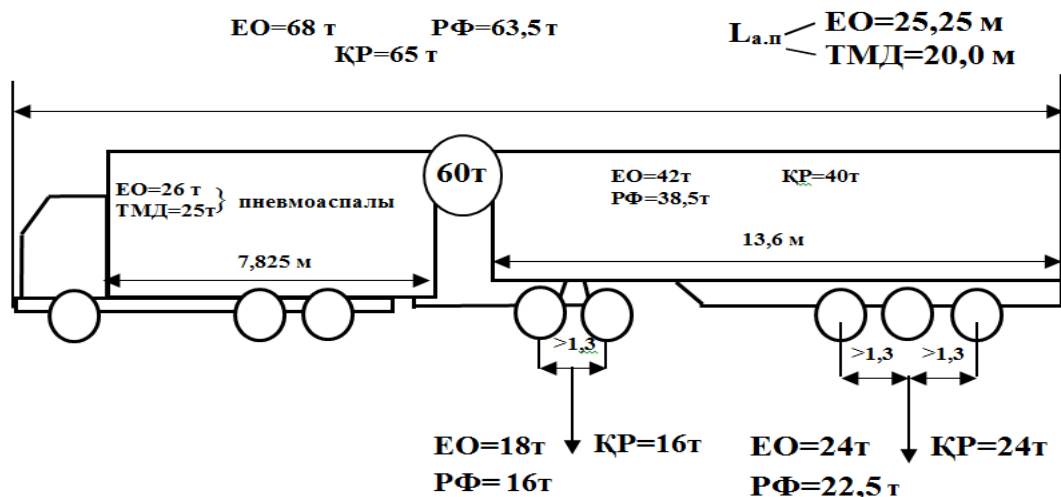 ЕО=68 т РФ=63,5 т
ҚР=65 т
Lа.п ЕО=25,25 м
ТМД=20,0 м
60т
ЕО=26 т
ТМД=25т } пневмоаспалы
ЕО=42т ҚР=40т
РФ=38,5т
7,825 м
13,6 м
>1,3
>1,3 >1,3
ЕО=18т ҚР=16т
РФ= 16т
ЕО=24т ҚР=24т
РФ=22,5 т